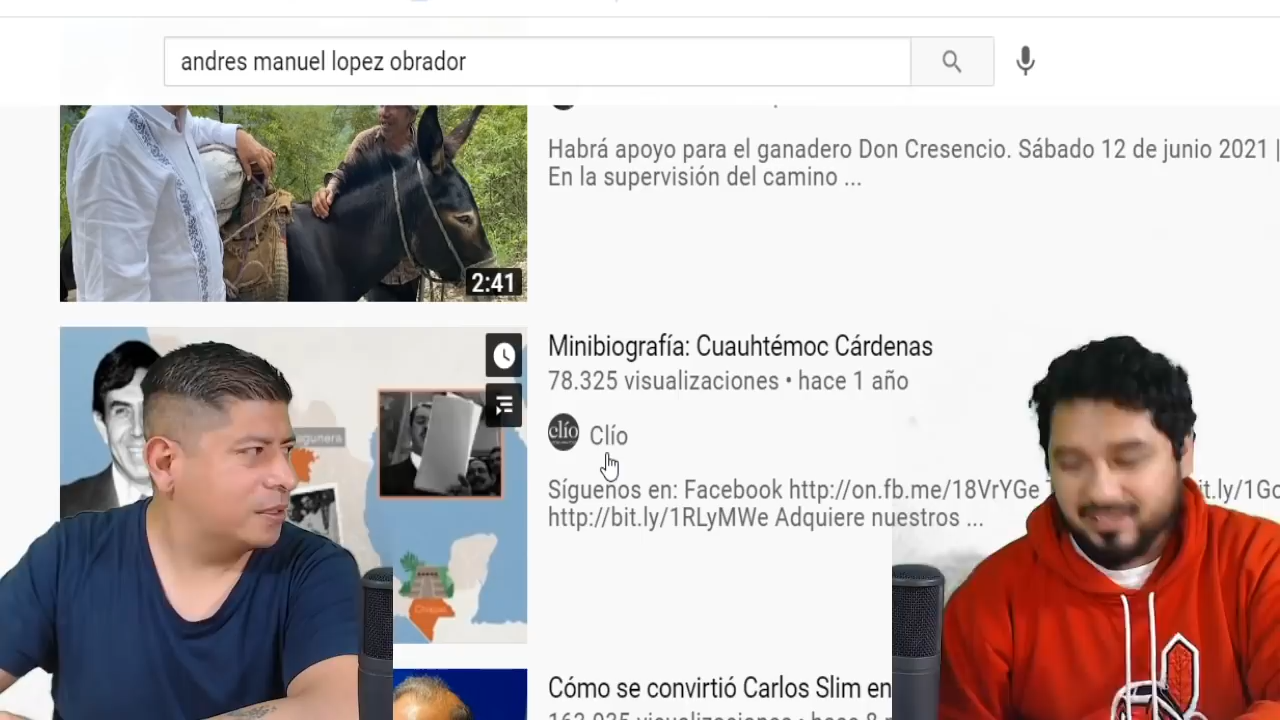 andres manuel lopez obrador
Habrá apoyo para el ganadero Don Cresencio. Sábado 12 de junio 2021 |
En la supervisión del camino ...
2:41
Minibiografía: Cuauhtémoc Cárdenas
78.325 visualizaciones • hace 1 año
clío
Clío
Síguenos en: Facebook http://on.fb.me/18VrYGe
http://bit.ly/1RLyMWe Adquiere nuestros ...
Cómo se convirtió Carlos Slim en